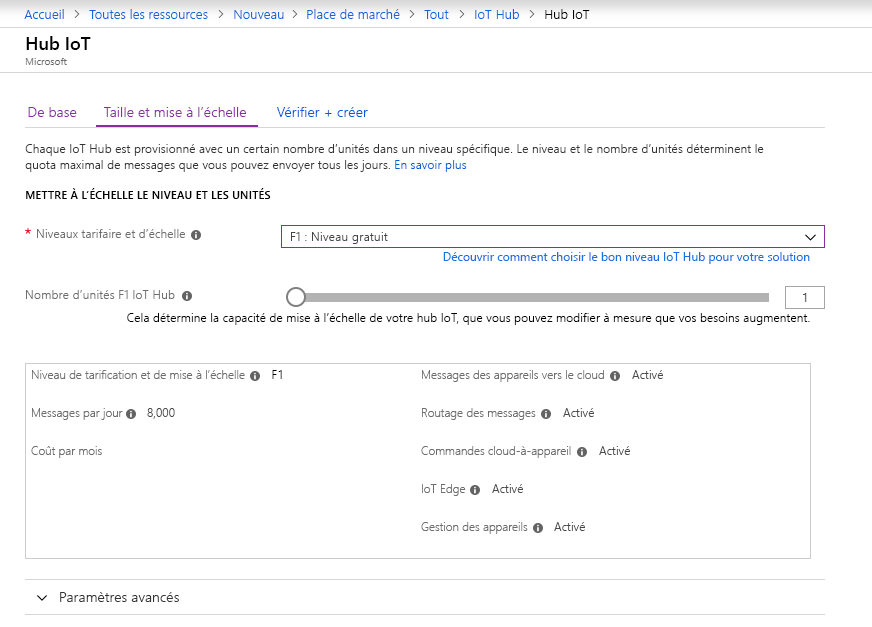 Accueil > Toutes les ressources > Nouveau > Place de marché > Tout > IoT Hub > Hub IoT
Hub IoT
Microsoft
De base Taille et mise à l'échelle Vérifier + créer
Chaque IoT Hub est provisionné avec un certain nombre d'unités dans un niveau spécifique. Le niveau et le nombre d'unités déterminent le
quota maximal de messages que vous pouvez envoyer tous les jours. En savoir plus
METTRE À L'ÉCHELLE LE NIVEAU ET LES UNITÉS
* Niveaux tarifaire et d'échelle F1 : Niveau gratuit
Découvrir comment choisir le bon niveau IoT Hub pour votre solution
Nombre d'unités F1 IoT Hub 1
Cela détermine la capacité de mise à l'échelle de votre hub IoT, que vous pouvez modifier à mesure que vos besoins augmentent.
Niveau de tarification et de mise à l'échelle F1 Messages des appareils vers le cloud Activé
Messages par jour 8,000 Routage des messages Activé
Coût par mois Commandes cloud-à-appareil Activé
IoT Edge Activé
Gestion des appareils Activé
Paramètres avancés